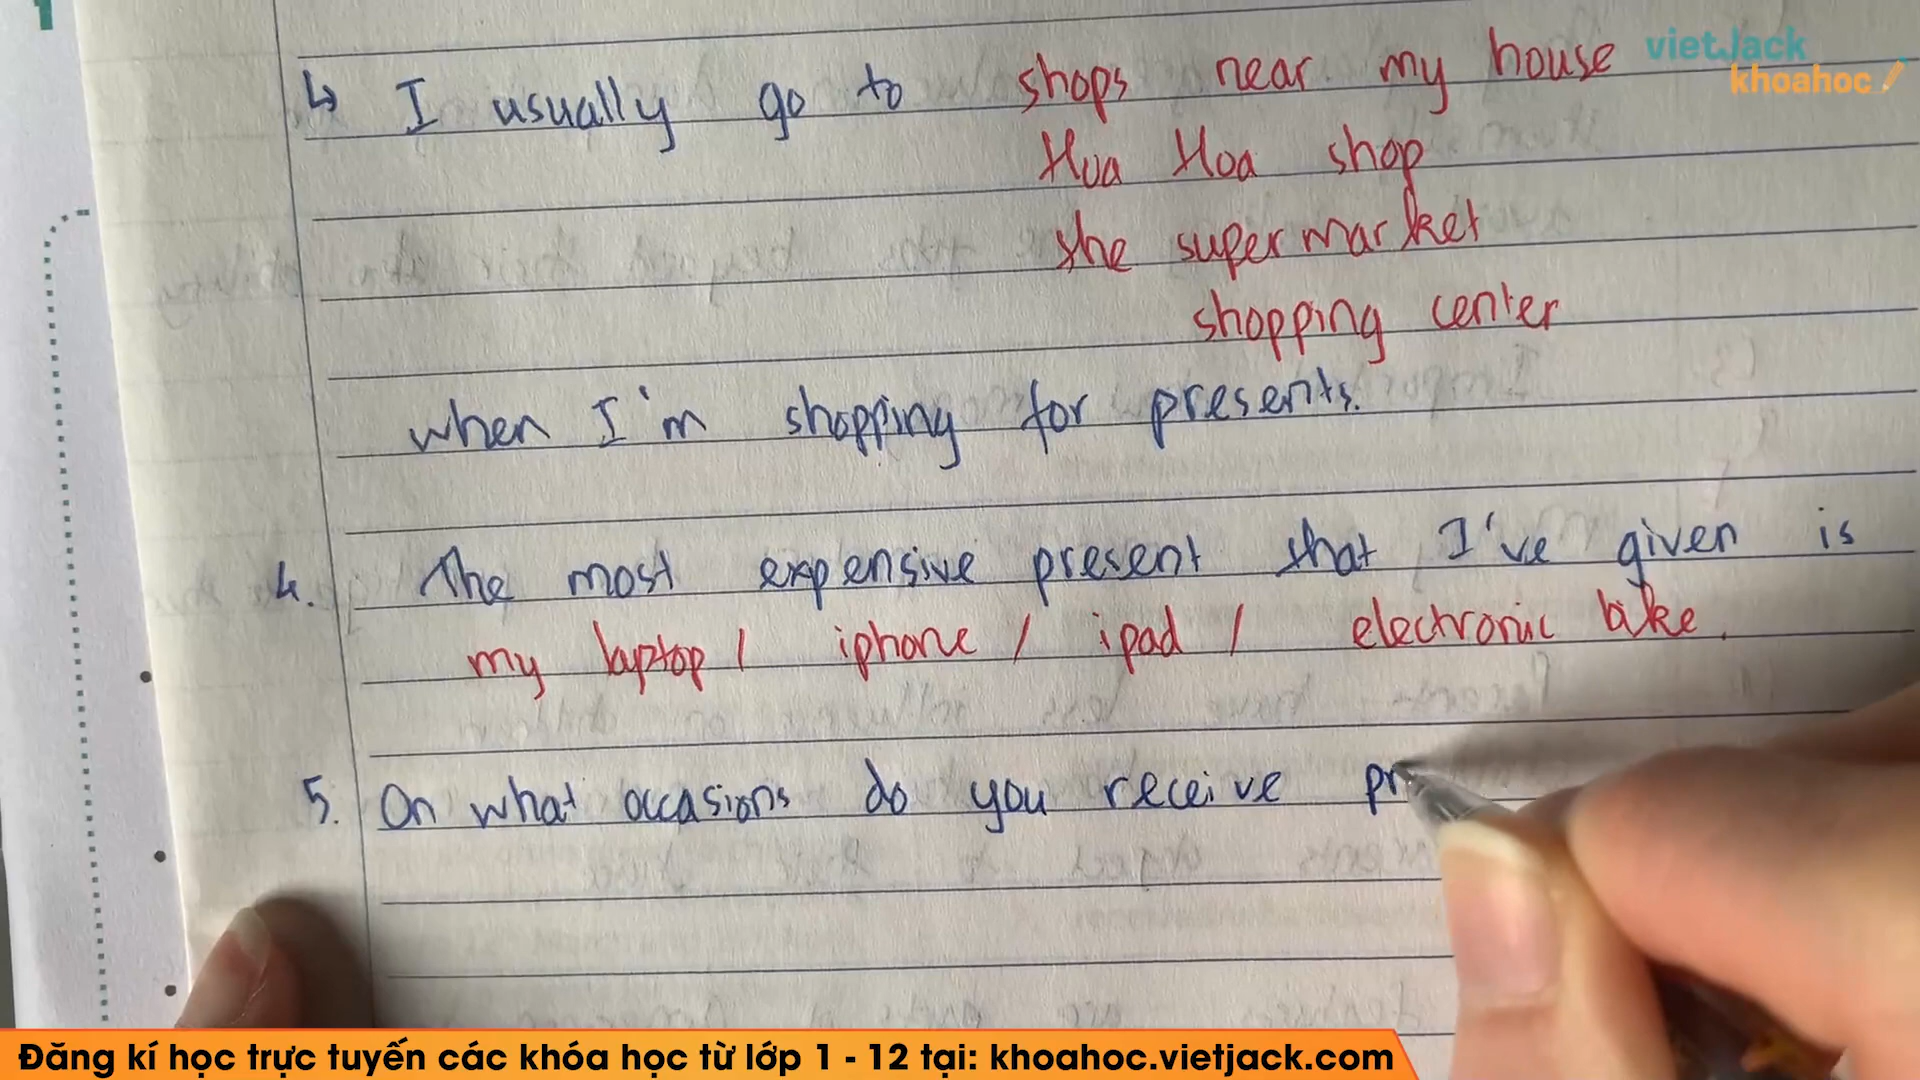 vietJack
khoahoc
↳ I usually go to shops near my house
Hua Hoa shop
the supermarket
shopping center
when I'm shopping for presents.
4. The most expensive present that I've given is
my laptop / iphone / ipad / electronic bike.
5. On what occasions do you receive pr
Đăng kí học trực tuyến các khóa học từ lớp 1 - 12 tại: khoahoc.vietjack.com